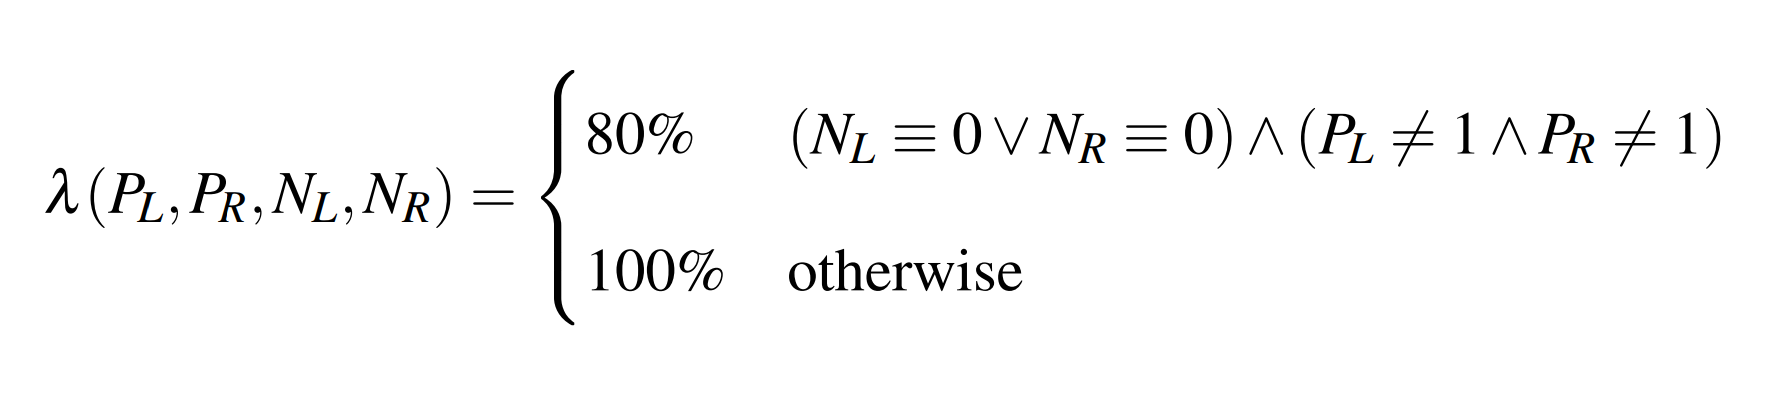 λ(P_L, P_R, N_L, N_R) = { 80% (N_L ≡ 0 ∨ N_R ≡ 0) ∧ (P_L ≠ 1 ∧ P_R ≠ 1)
100% otherwise